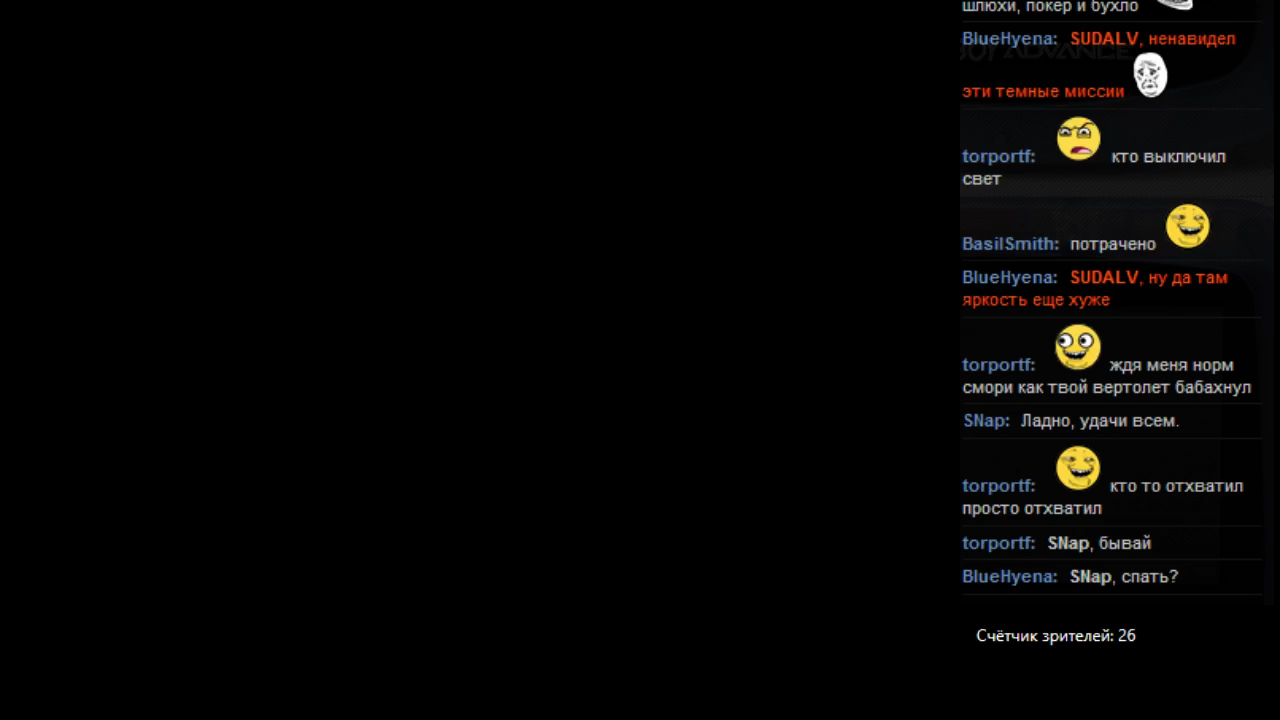 шлюхи, покер и бухло
BlueHyena: SUDALV, ненавидел
эти темные миссии
torportf: кто выключил
свет
BasilSmith: потрачено
BlueHyena: SUDALV, ну да там
яркость еще хуже
torportf: ждя меня норм
смори как твой вертолет бабахнул
SNap: Ладно, удачи всем.
torportf: кто то отхватил
просто отхватил
torportf: SNap, бывай
BlueHyena: SNap, спать?
Счётчик зрителей: 26